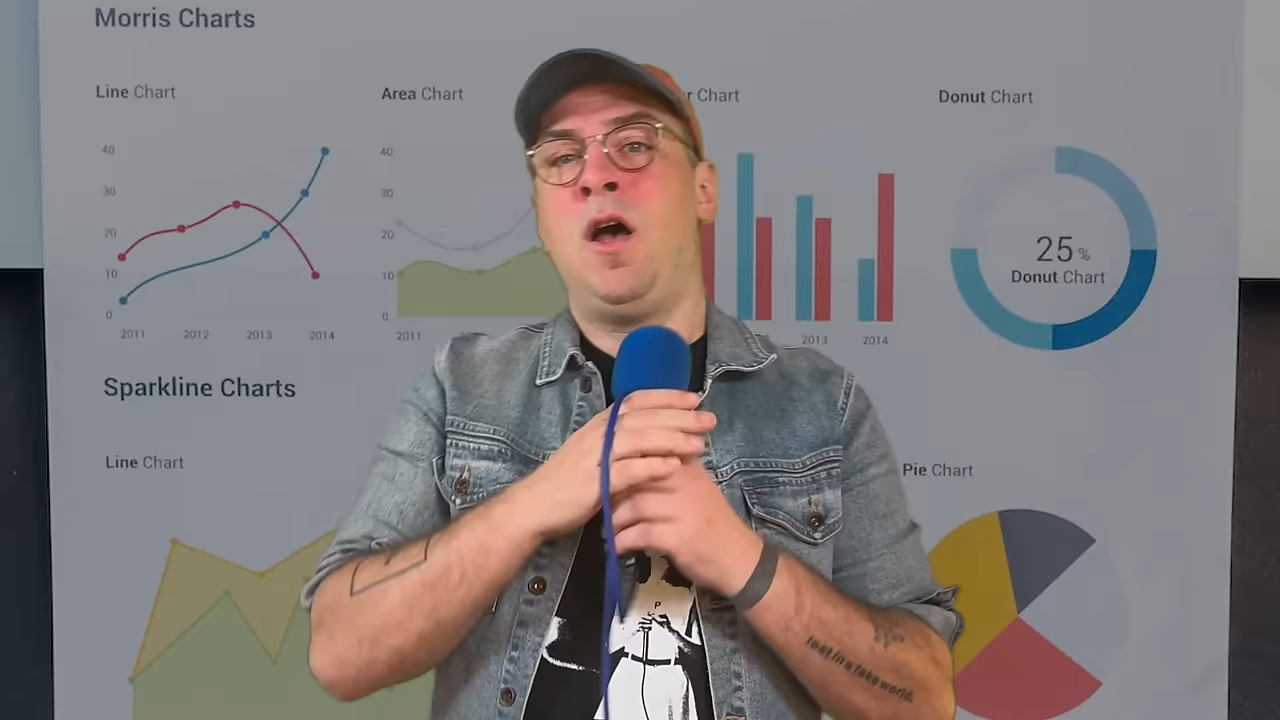 Morris Charts
Line Chart
Area Chart
r Chart
Donut Chart
40
30
20
10
0
2011
2012
2013
2014
40
30
20
10
0
2011
2013
2014
25 %
Donut Chart
Sparkline Charts
Line Chart
Pie Chart
P
lost in a fake world.